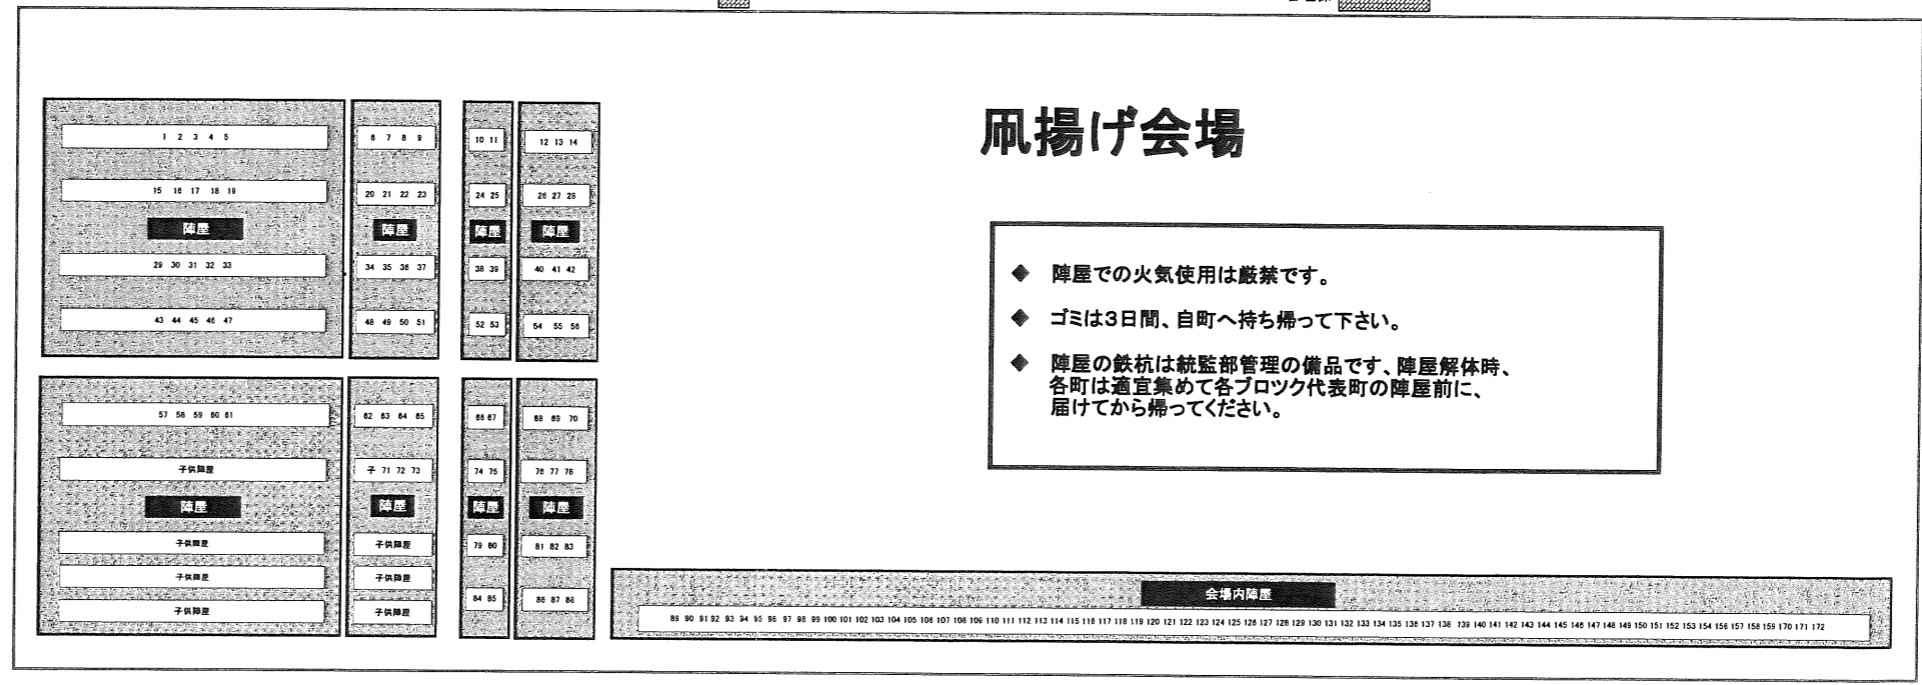 凧揚げ会場
1 2 3 4 5
6 7 8 9
10 11
12 13 14
15 16 17 18 19
20 21 22 23
24 25
26 27 28
陣屋
陣屋
陣屋
陣屋
29 30 31 32 33
34 35 36 37
38 39
40 41 42
43 44 45 46 47
48 49 50 51
52 53
54 55 56
◆ 陣屋での火気使用は厳禁です。
◆ ゴミは3日間、自町へ持ち帰って下さい。
◆ 陣屋の鉄杭は統監部管理の備品です、陣屋解体時、
各町は適宜集めて各ブロツク代表町の陣屋前に、
届けてから帰ってください。
57 58 59 60 61
62 63 64 65
66 67
68 69 70
子供陣屋
子 71 72 73
74 75
76 77 78
陣屋
陣屋
陣屋
陣屋
子供陣屋
子供陣屋
79 80
81 82 83
子供陣屋
子供陣屋
子供陣屋
子供陣屋
84 85
86 87 88
会場内陣屋
89 90 91 92 93 94 95 96 97 98 99 100 101 102 103 104 105 106 107 108 109 110 111 112 113 114 115 116 117 118 119 120 121 122 123 124 125 126 127 128 129 130 131 132 133 134 135 136 137 138 139 140 141 142 143 144 145 146 147 148 149 150 151 152 153 154 155 156 157 158 159 170 171 172